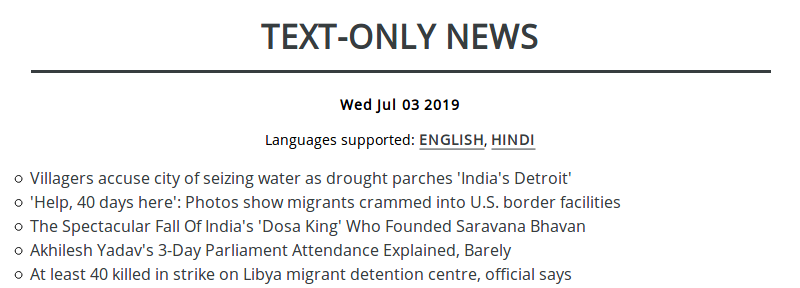 TEXT-ONLY NEWS
Wed Jul 03 2019
Languages supported: ENGLISH, HINDI
Villagers accuse city of seizing water as drought parches 'India's Detroit'
'Help, 40 days here': Photos show migrants crammed into U.S. border facilities
The Spectacular Fall Of India's 'Dosa King' Who Founded Saravana Bhavan
Akhilesh Yadav's 3-Day Parliament Attendance Explained, Barely
At least 40 killed in strike on Libya migrant detention centre, official says